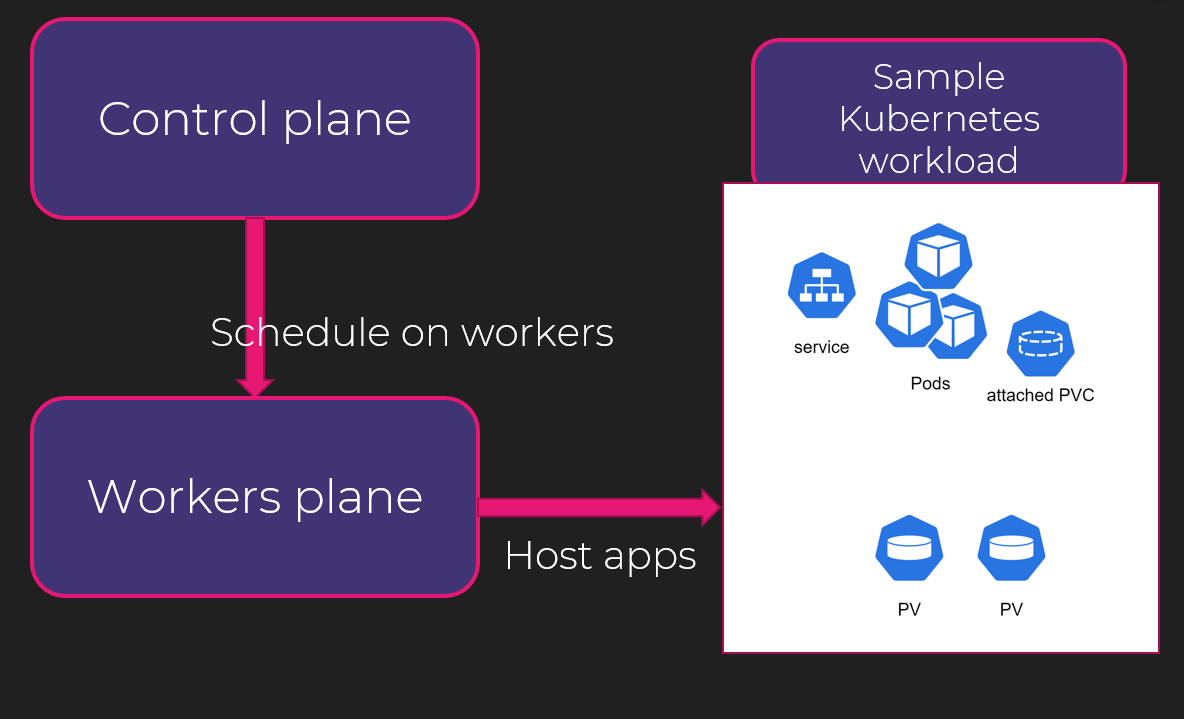 Control plane
Sample
Kubernetes
workload
Schedule on workers
service
Pods
attached PVC
Workers plane
Host apps
PV
PV